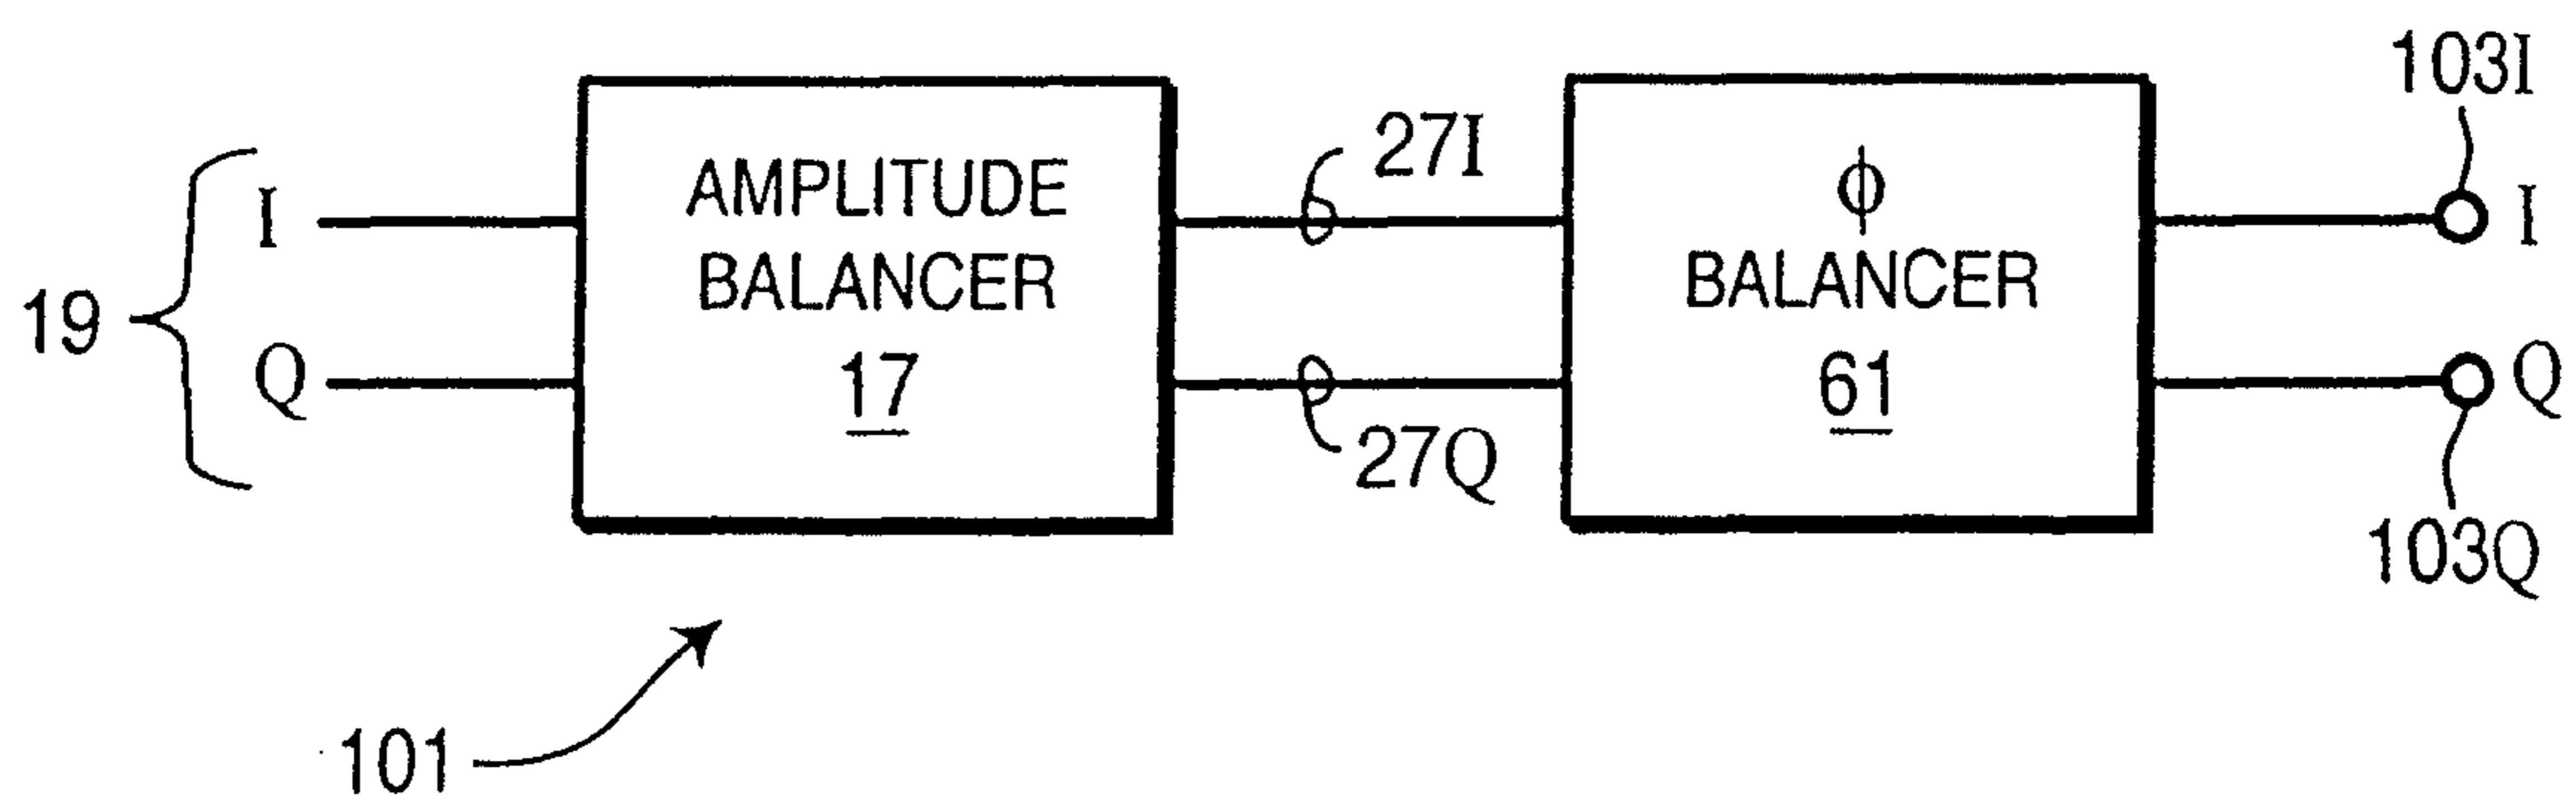 19
I
Q
AMPLITUDE
BALANCER
17
27I
27Q
ϕ
BALANCER
61
103I
I
Q
103Q
101